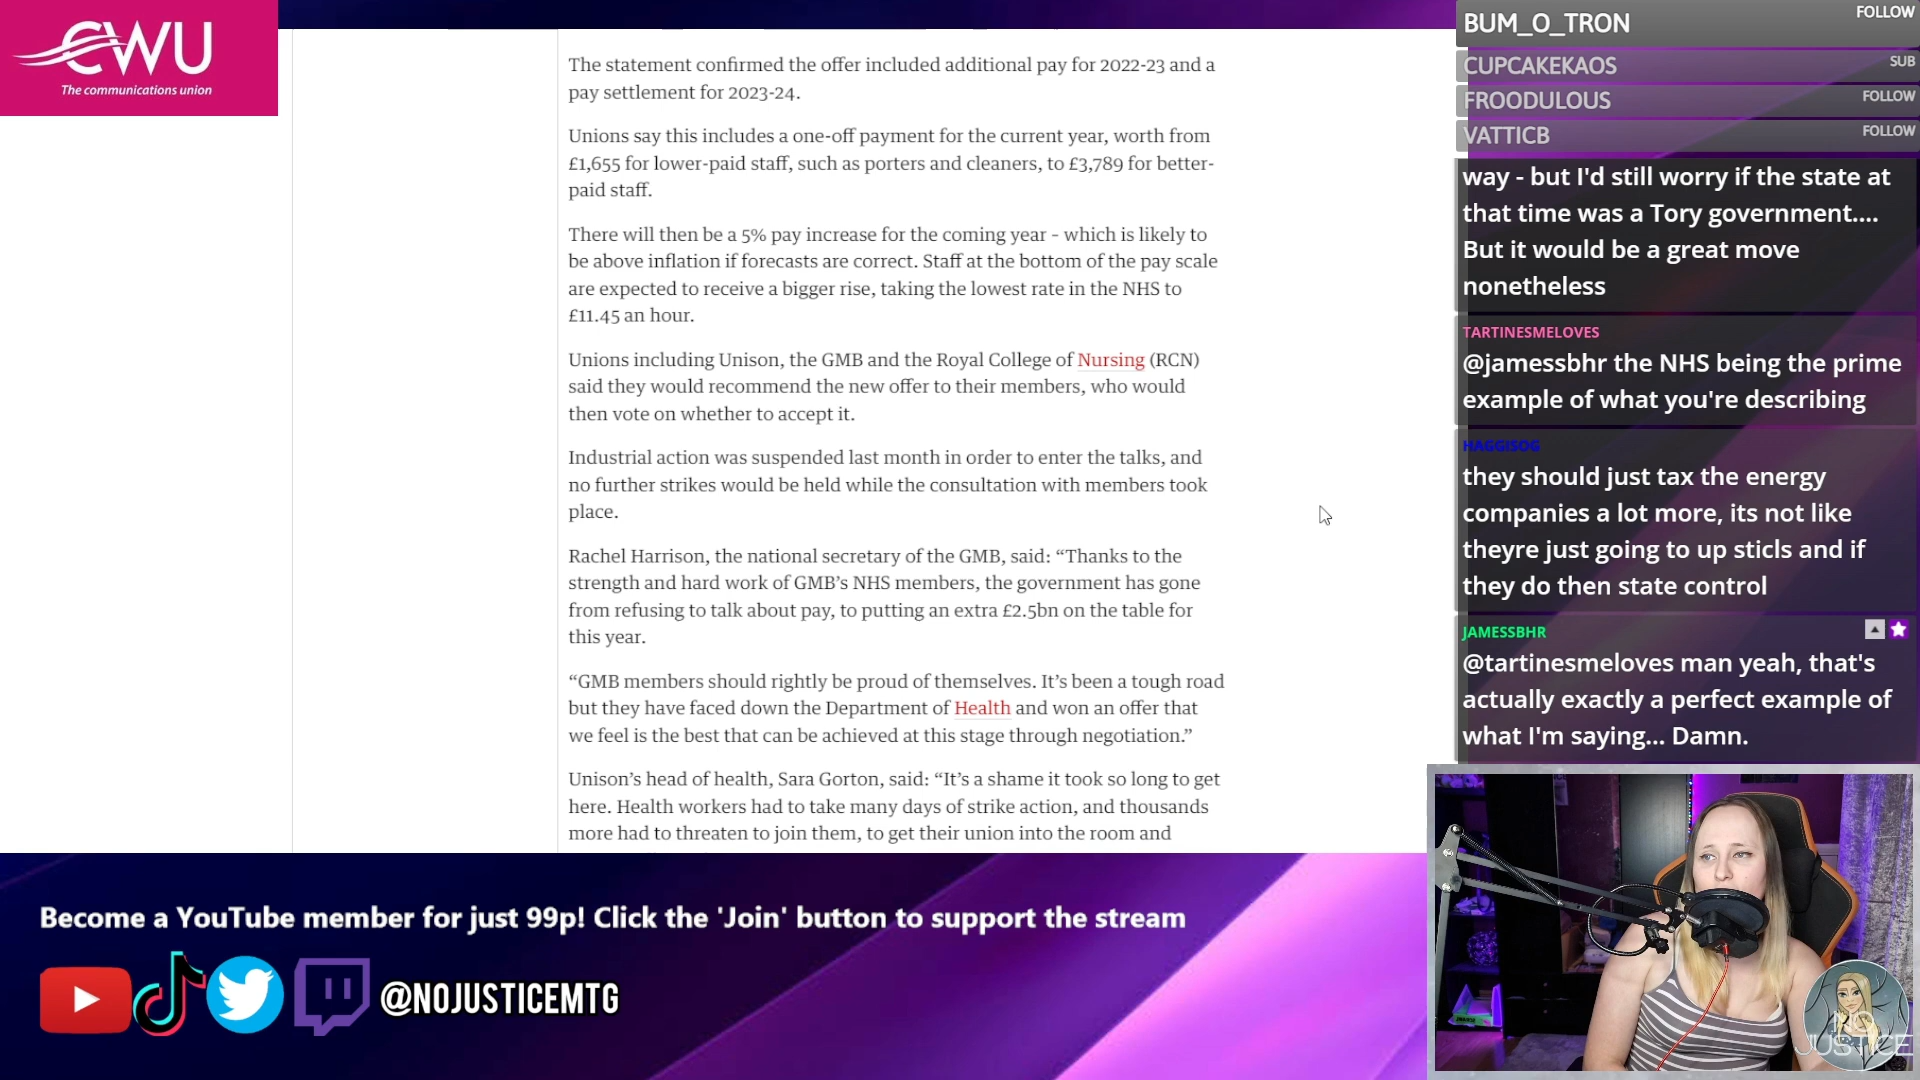 CWU
The communications union
The statement confirmed the offer included additional pay for 2022-23 and a
pay settlement for 2023-24.
Unions say this includes a one-off payment for the current year, worth from
£1,655 for lower-paid staff, such as porters and cleaners, to £3,789 for better-
paid staff.
There will then be a 5% pay increase for the coming year – which is likely to
be above inflation if forecasts are correct. Staff at the bottom of the pay scale
are expected to receive a bigger rise, taking the lowest rate in the NHS to
£11.45 an hour.
Unions including Unison, the GMB and the Royal College of Nursing (RCN)
said they would recommend the new offer to their members, who would
then vote on whether to accept it.
Industrial action was suspended last month in order to enter the talks, and
no further strikes would be held while the consultation with members took
place.
Rachel Harrison, the national secretary of the GMB, said: “Thanks to the
strength and hard work of GMB’s NHS members, the government has gone
from refusing to talk about pay, to putting an extra £2.5bn on the table for
this year.
“GMB members should rightly be proud of themselves. It’s been a tough road
but they have faced down the Department of Health and won an offer that
we feel is the best that can be achieved at this stage through negotiation.”
Unison’s head of health, Sara Gorton, said: “It’s a shame it took so long to get
here. Health workers had to take many days of strike action, and thousands
more had to threaten to join them, to get their union into the room and
BUM_O_TRON FOLLOW
CUPCAKEKAOS SUB
FROODULOUS FOLLOW
VATTICB FOLLOW
way - but I'd still worry if the state at
that time was a Tory government....
But it would be a great move
nonetheless
TARTINESMELOVES
@jamessbhr the NHS being the prime
example of what you're describing
HAGGISOG
they should just tax the energy
companies a lot more, its not like
theyre just going to up sticls and if
they do then state control
JAMESSBHR
@tartinesmeloves man yeah, that's
actually exactly a perfect example of
what I'm saying... Damn.
Become a YouTube member for just 99p! Click the 'Join' button to support the stream
@NOJUSTICEMTG
NO
JUSTICE